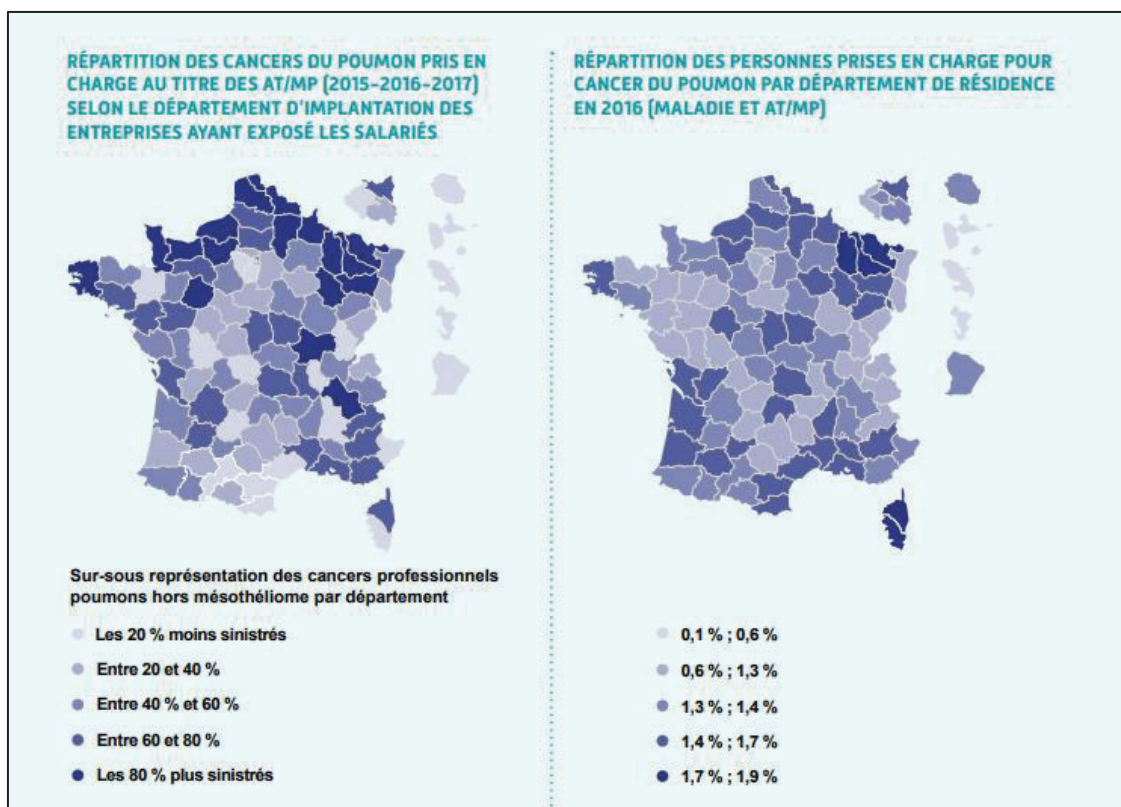 RÉPARTITION DES CANCERS DU POUMON PRIS EN
CHARGE AU TITRE DES AT/MP (2015-2016-2017)
SELON LE DÉPARTEMENT D'IMPLANTATION DES
ENTREPRISES AYANT EXPOSÉ LES SALARIÉS
RÉPARTITION DES PERSONNES PRISES EN CHARGE POUR
CANCER DU POUMON PAR DÉPARTEMENT DE RÉSIDENCE
EN 2016 (MALADIE ET AT/MP)
Sur-sous représentation des cancers professionnels
poumons hors mésothéliome par département
Les 20 % moins sinistrés
Entre 20 et 40 %
Entre 40 % et 60 %
Entre 60 et 80 %
Les 80 % plus sinistrés
0,1 % ; 0,6 %
0,6 % ; 1,3 %
1,3 % ; 1,4 %
1,4 % ; 1,7 %
1,7 % ; 1,9 %